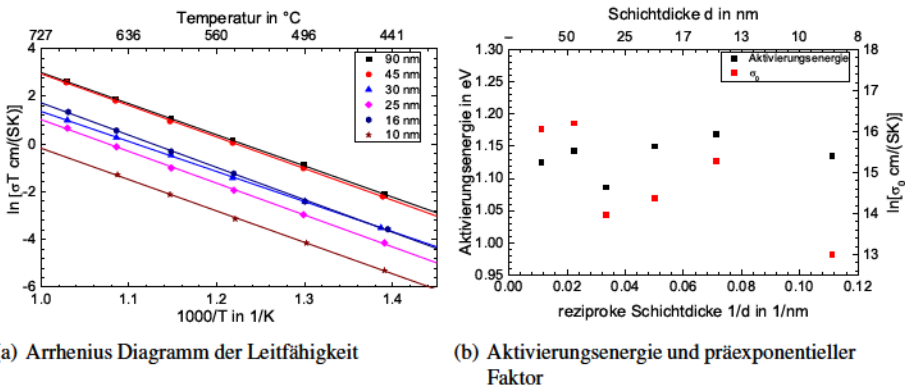 Temperatur in °C
727 636 560 496 441
4
2
0
-2
-4
-6
ln [σT cm/(SK)]
90 nm
45 nm
30 nm
25 nm
16 nm
10 nm
1.0 1.1 1.2 1.3 1.4
1000/T in 1/K
(a) Arrhenius Diagramm der Leitfähigkeit
Schichtdicke d in nm
50 25 17 13 10 8
1.30
1.25
1.20
1.15
1.10
1.05
1.00
0.95
Aktivierungsenergie in eV
Aktivierungsenergie
σ0
18
17
16
15
14
13
ln[σ0 cm/(SK)]
0.00 0.02 0.04 0.06 0.08 0.10 0.12
reziproke Schichtdicke 1/d in 1/nm
(b) Aktivierungsenergie und präexponentieller
Faktor